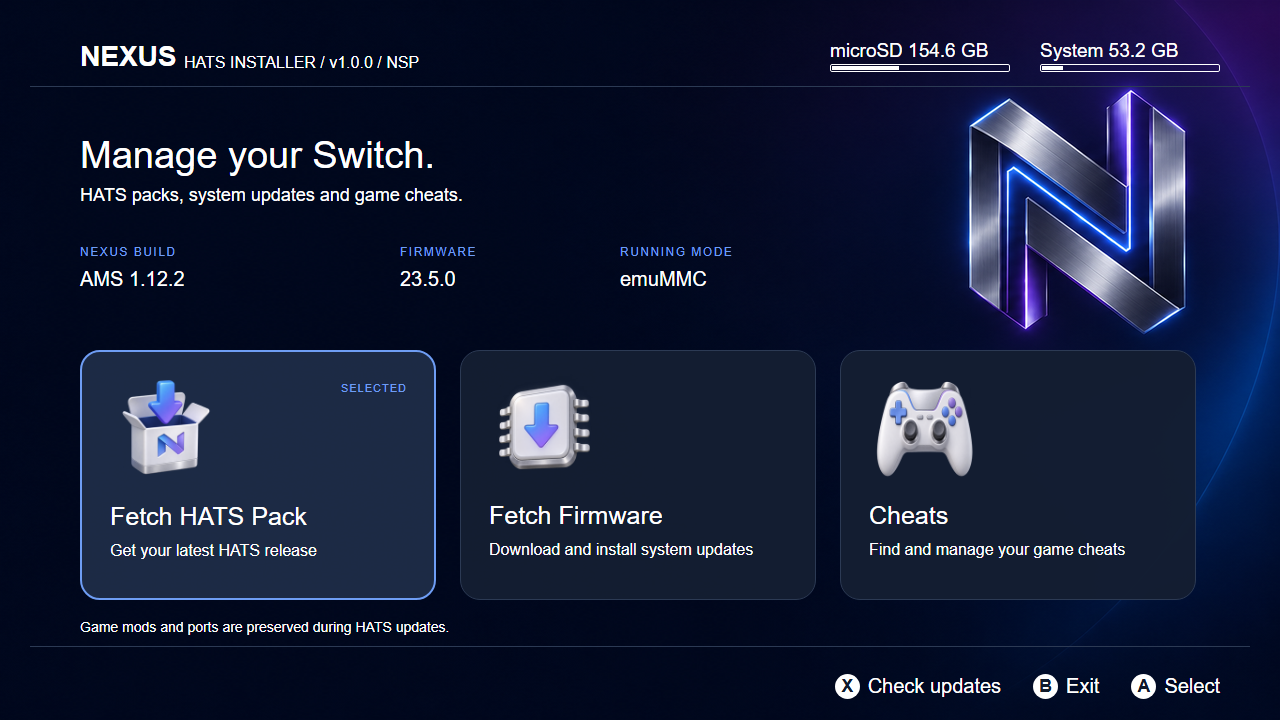 NEXUS HATS INSTALLER / v1.0.0 / NSP
microSD 154.6 GB
System 53.2 GB
Manage your Switch.
HATS packs, system updates and game cheats.
NEXUS BUILD
AMS 1.12.2
FIRMWARE
23.5.0
RUNNING MODE
emuMMC
SELECTED
Fetch HATS Pack
Get your latest HATS release
Fetch Firmware
Download and install system updates
Cheats
Find and manage your game cheats
Game mods and ports are preserved during HATS updates.
X Check updates
B Exit
A Select